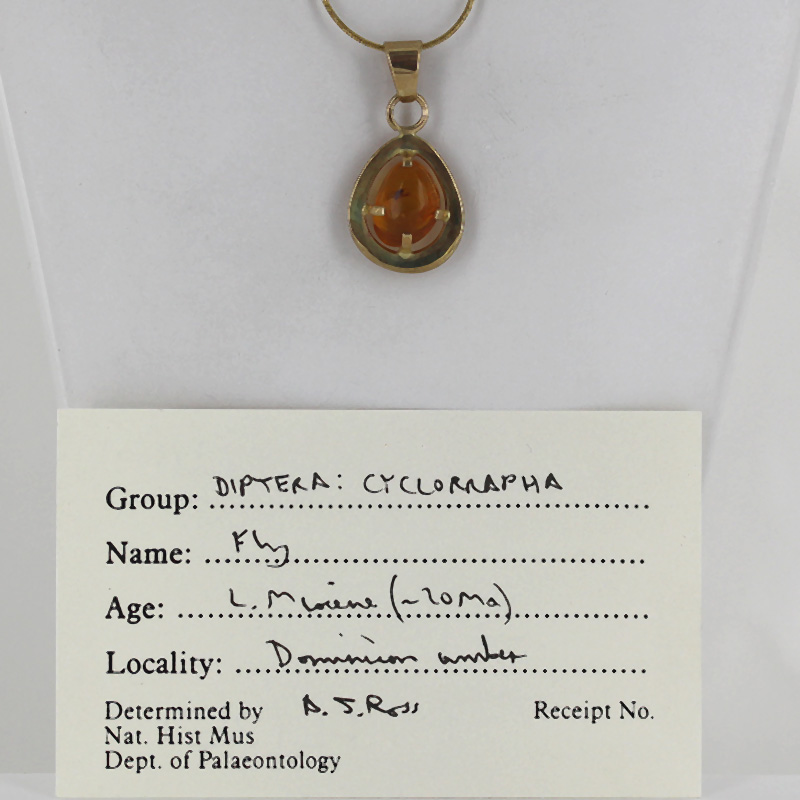 Group: DIPTERA: CYCLORRAPHA
Name: Fly
Age: L. Miocene (~20Ma)
Locality: Dominican amber
Determined by A. J. Ross Receipt No.
Nat. Hist Mus
Dept. of Palaeontology